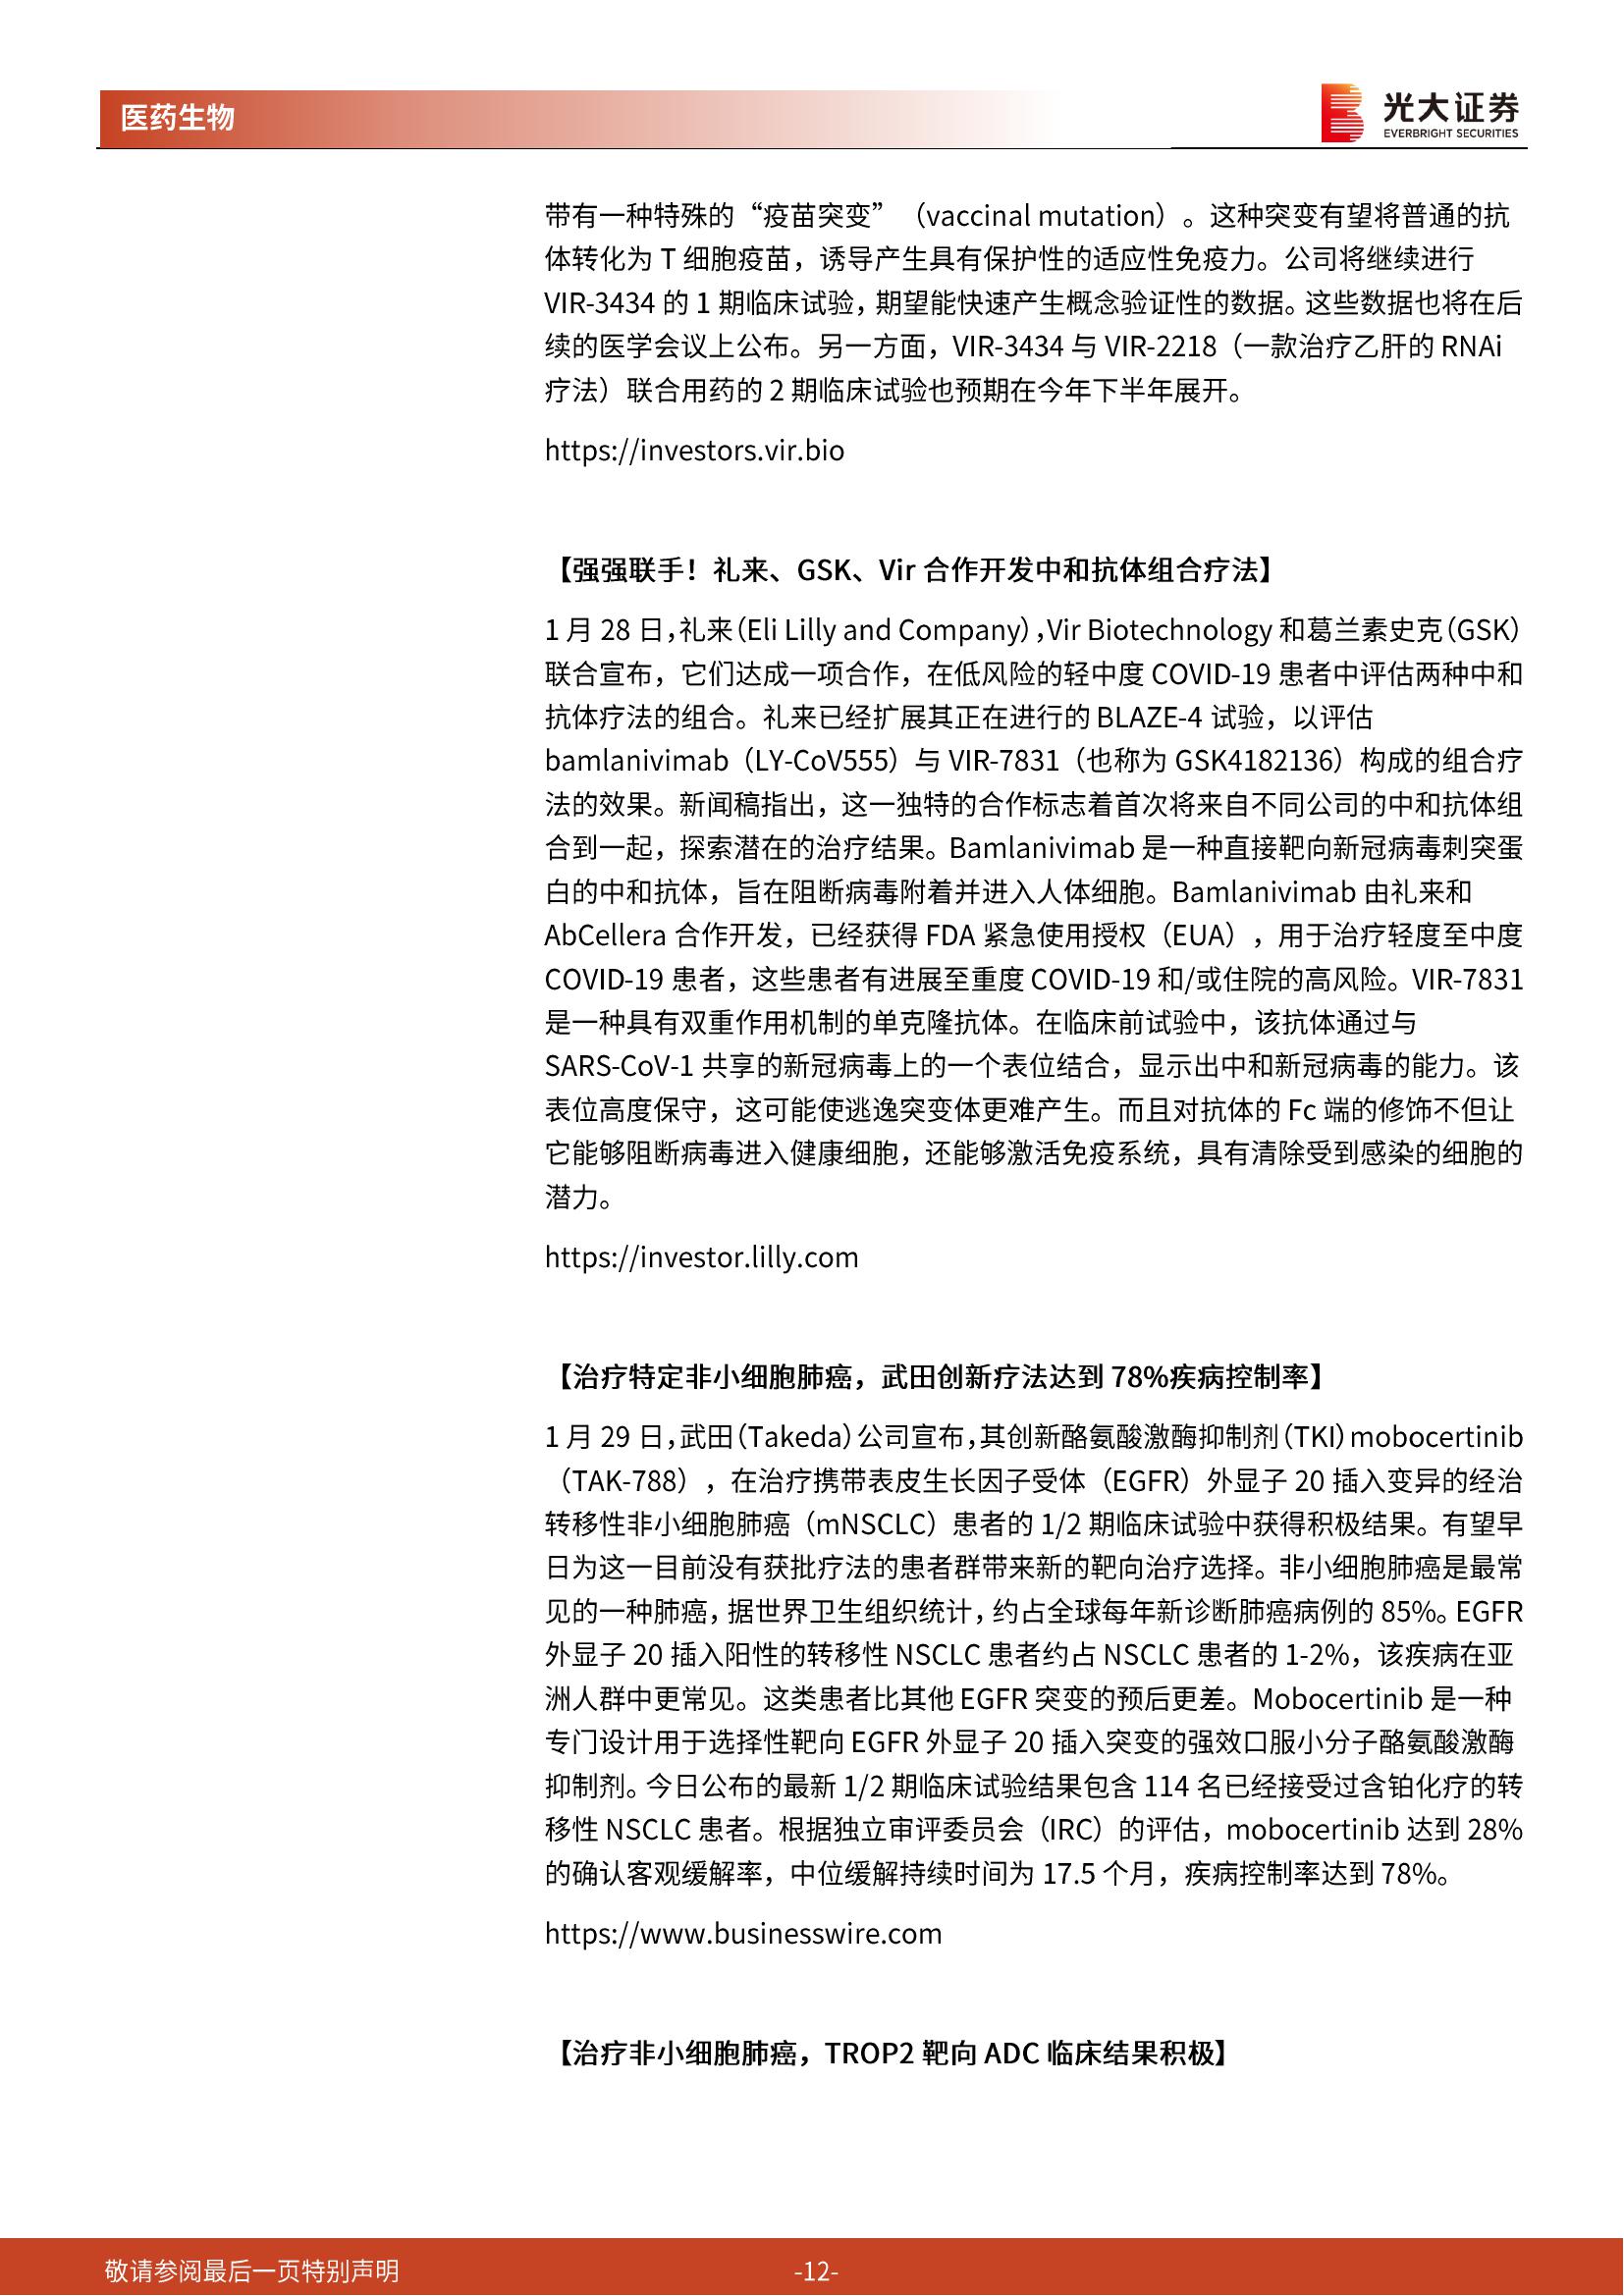 医药生物
光大证券
EVERBRIGHT SECURITIES
带有一种特殊的“疫苗突变”（vaccinal mutation）。这种突变有望将普通的抗
体转化为 T 细胞疫苗，诱导产生具有保护性的适应性免疫力。公司将继续进行
VIR-3434 的 1 期临床试验，期望能快速产生概念验证性的数据。这些数据也将在后
续的医学会议上公布。另一方面，VIR-3434 与 VIR-2218（一款治疗乙肝的 RNAi
疗法）联合用药的 2 期临床试验也预期在今年下半年展开。
https://investors.vir.bio
【强强联手！礼来、GSK、Vir 合作开发中和抗体组合疗法】
1 月 28 日，礼来（Eli Lilly and Company），Vir Biotechnology 和葛兰素史克（GSK）
联合宣布，它们达成一项合作，在低风险的轻中度 COVID-19 患者中评估两种中和
抗体疗法的组合。礼来已经扩展其正在进行的 BLAZE-4 试验，以评估
bamlanivimab（LY-CoV555）与 VIR-7831（也称为 GSK4182136）构成的组合疗
法的效果。新闻稿指出，这一独特的合作标志着首次将来自不同公司的中和抗体组
合到一起，探索潜在的治疗结果。Bamlanivimab 是一种直接靶向新冠病毒刺突蛋
白的中和抗体，旨在阻断病毒附着并进入人体细胞。Bamlanivimab 由礼来和
AbCellera 合作开发，已经获得 FDA 紧急使用授权（EUA），用于治疗轻度至中度
COVID-19 患者，这些患者有进展至重度 COVID-19 和/或住院的高风险。VIR-7831
是一种具有双重作用机制的单克隆抗体。在临床前试验中，该抗体通过与
SARS-CoV-1 共享的新冠病毒上的一个表位结合，显示出中和新冠病毒的能力。该
表位高度保守，这可能使逃逸突变体更难产生。而且对抗体的 Fc 端的修饰不但让
它能够阻断病毒进入健康细胞，还能够激活免疫系统，具有清除受到感染的细胞的
潜力。
https://investor.lilly.com
【治疗特定非小细胞肺癌，武田创新疗法达到 78%疾病控制率】
1 月 29 日，武田（Takeda）公司宣布，其创新酪氨酸激酶抑制剂（TKI）mobocertinib
（TAK-788），在治疗携带表皮生长因子受体（EGFR）外显子 20 插入变异的经治
转移性非小细胞肺癌（mNSCLC）患者的 1/2 期临床试验中获得积极结果。有望早
日为这一目前没有获批疗法的患者群带来新的靶向治疗选择。非小细胞肺癌是最常
见的一种肺癌，据世界卫生组织统计，约占全球每年新诊断肺癌病例的 85%。EGFR
外显子 20 插入阳性的转移性 NSCLC 患者约占 NSCLC 患者的 1-2%，该疾病在亚
洲人群中更常见。这类患者比其他 EGFR 突变的预后更差。Mobocertinib 是一种
专门设计用于选择性靶向 EGFR 外显子 20 插入突变的强效口服小分子酪氨酸激酶
抑制剂。今日公布的最新 1/2 期临床试验结果包含 114 名已经接受过含铂化疗的转
移性 NSCLC 患者。根据独立审评委员会（IRC）的评估，mobocertinib 达到 28%
的确认客观缓解率，中位缓解持续时间为 17.5 个月，疾病控制率达到 78%。
https://www.businesswire.com
【治疗非小细胞肺癌，TROP2 靶向 ADC 临床结果积极】
敬请参阅最后一页特别声明
-12-